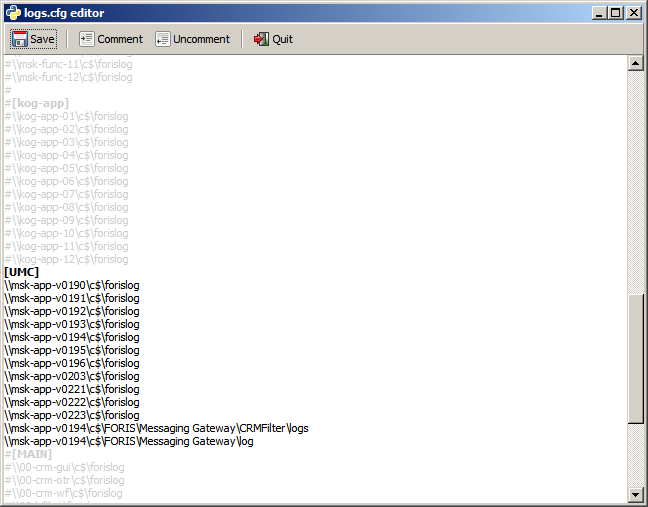 logs.cfg editor
Save Comment Uncomment Quit
#\\msk-func-11\c$\forislog
#\\msk-func-12\c$\forislog
#
#[kog-app]
#\\kog-app-01\c$\forislog
#\\kog-app-02\c$\forislog
#\\kog-app-03\c$\forislog
#\\kog-app-04\c$\forislog
#\\kog-app-05\c$\forislog
#\\kog-app-06\c$\forislog
#\\kog-app-07\c$\forislog
#\\kog-app-08\c$\forislog
#\\kog-app-09\c$\forislog
#\\kog-app-10\c$\forislog
#\\kog-app-11\c$\forislog
#\\kog-app-12\c$\forislog
[UMC]
\\msk-app-v0190\c$\forislog
\\msk-app-v0191\c$\forislog
\\msk-app-v0192\c$\forislog
\\msk-app-v0193\c$\forislog
\\msk-app-v0194\c$\forislog
\\msk-app-v0195\c$\forislog
\\msk-app-v0196\c$\forislog
\\msk-app-v0203\c$\forislog
\\msk-app-v0221\c$\forislog
\\msk-app-v0222\c$\forislog
\\msk-app-v0223\c$\forislog
\\msk-app-v0194\c$\FORIS\Messaging Gateway\CRMFilter\logs
\\msk-app-v0194\c$\FORIS\Messaging Gateway\log
#[MAIN]
#\\00-crm-gui\c$\forislog
#\\00-crm-otr\c$\forislog
#\\00-crm-wf\c$\forislog